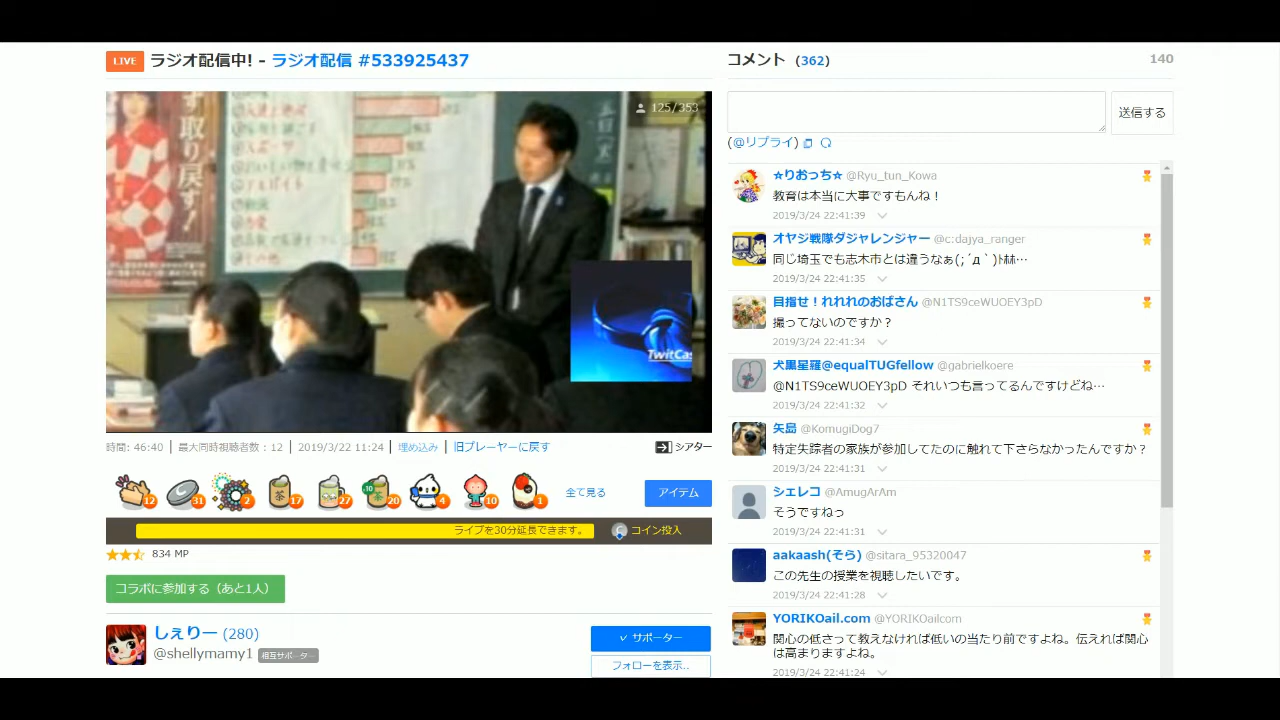 LIVE ラジオ配信中! - ラジオ配信 #533925437
125/353
す取り戻す!
TwitCas
時間: 46:40 | 最大同時視聴者数 : 12 | 2019/3/22 11:24 | 埋め込み | 旧プレーヤーに戻す
シアター
12 31 2 17 27 +10 20 4 10 1
茶 茶
全て見る
アイテム
ライブを30分延長できます。
コイン投入
834 MP
コラボに参加する（あと1人）
しぇりー (280)
@shellymamy1 相互サポーター
✓ サポーター
フォローを表示..
コメント (362)
140
送信する
(@リプライ)
☆りおっち☆ @Ryu_tun_Kowa
教育は本当に大事ですもんね！
2019/3/24 22:41:39
オヤジ戦隊ダジャレンジャー @c:dajya_ranger
同じ埼玉でも志木市とは違うなぁ(;´д｀)ﾄﾎﾎ…
2019/3/24 22:41:35
目指せ！れれれのおばさん @N1TS9ceWUOEY3pD
撮ってないのですか？
2019/3/24 22:41:34
犬黒星羅@equalTUGfellow @gabrielkoere
@N1TS9ceWUOEY3pD それいつも言ってるんですけどね…
2019/3/24 22:41:32
矢喦 @KomugiDog7
特定失踪者の家族が参加してたのに触れて下さらなかったんですか？
2019/3/24 22:41:31
シェレコ @AmugArAm
そうですねっ
2019/3/24 22:41:31
aakaash(そら) @sitara_95320047
この先生の授業を視聴したいです。
2019/3/24 22:41:28
YORIKOail.com @YORIKOailcom
関心の低さって教えなければ低いの当たり前ですよね。伝えれば関心
は高まりますよね。
2019/3/24 22:41:24